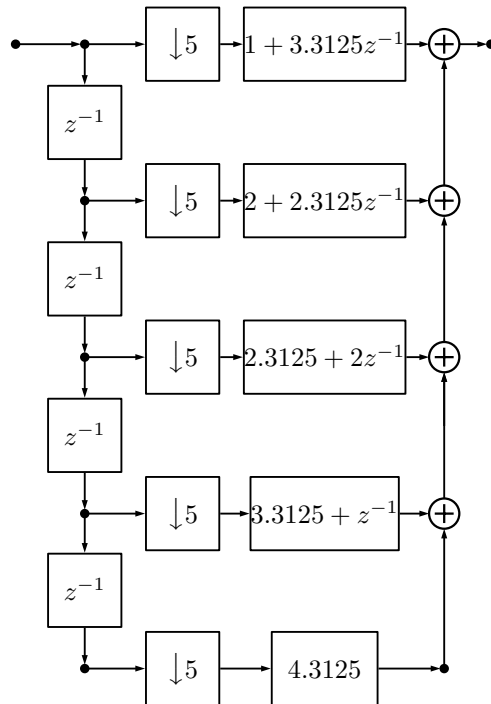 ↓5
1 + 3.3125z⁻¹
z⁻¹
↓5
2 + 2.3125z⁻¹
z⁻¹
↓5
2.3125 + 2z⁻¹
z⁻¹
↓5
3.3125 + z⁻¹
z⁻¹
↓5
4.3125